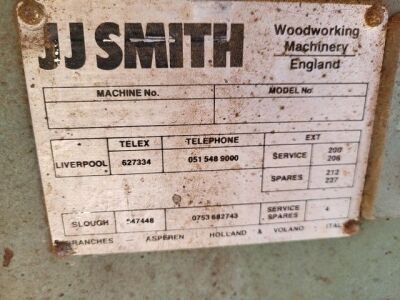 JJ SMITH
Woodworking
Machinery
England
MACHINE No. MODEL No
TELEX TELEPHONE EXT
LIVERPOOL 627334 051 548 9000 SERVICE 200
206
SPARES 212
237
SLOUGH 847448 0753 682743 SERVICE 4
SPARES
BRANCHES — ASPEREN HOLLAND & VOLANO ITAL